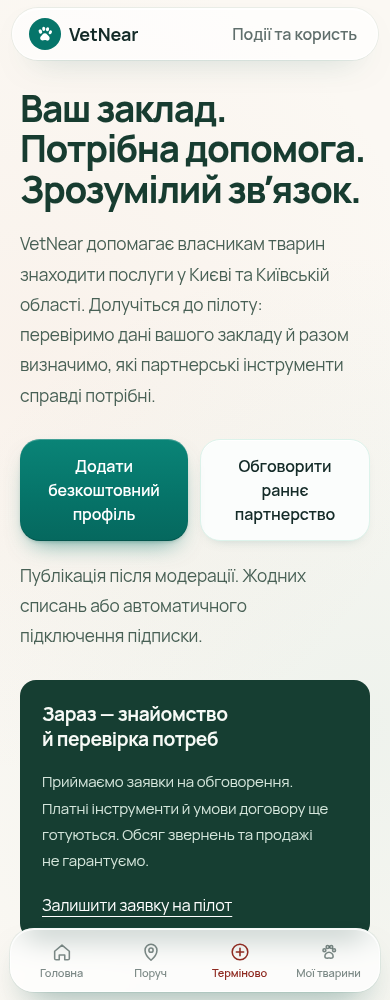 VetNear
Події та користь
Ваш заклад.
Потрібна допомога.
Зрозумілий зв’язок.
VetNear допомагає власникам тварин
знаходити послуги у Києві та Київській
області. Долучіться до пілоту:
перевіримо дані вашого закладу й разом
визначимо, які партнерські інструменти
справді потрібні.
Додати
безкоштовний
профіль
Обговорити
раннє
партнерство
Публікація після модерації. Жодних
списань або автоматичного
підключення підписки.
Зараз — знайомство
й перевірка потреб
Приймаємо заявки на обговорення.
Платні інструменти й умови договору ще
готуються. Обсяг звернень та продажі
не гарантуємо.
Залишити заявку на пілот
Головна
Поруч
Терміново
Мої тварини